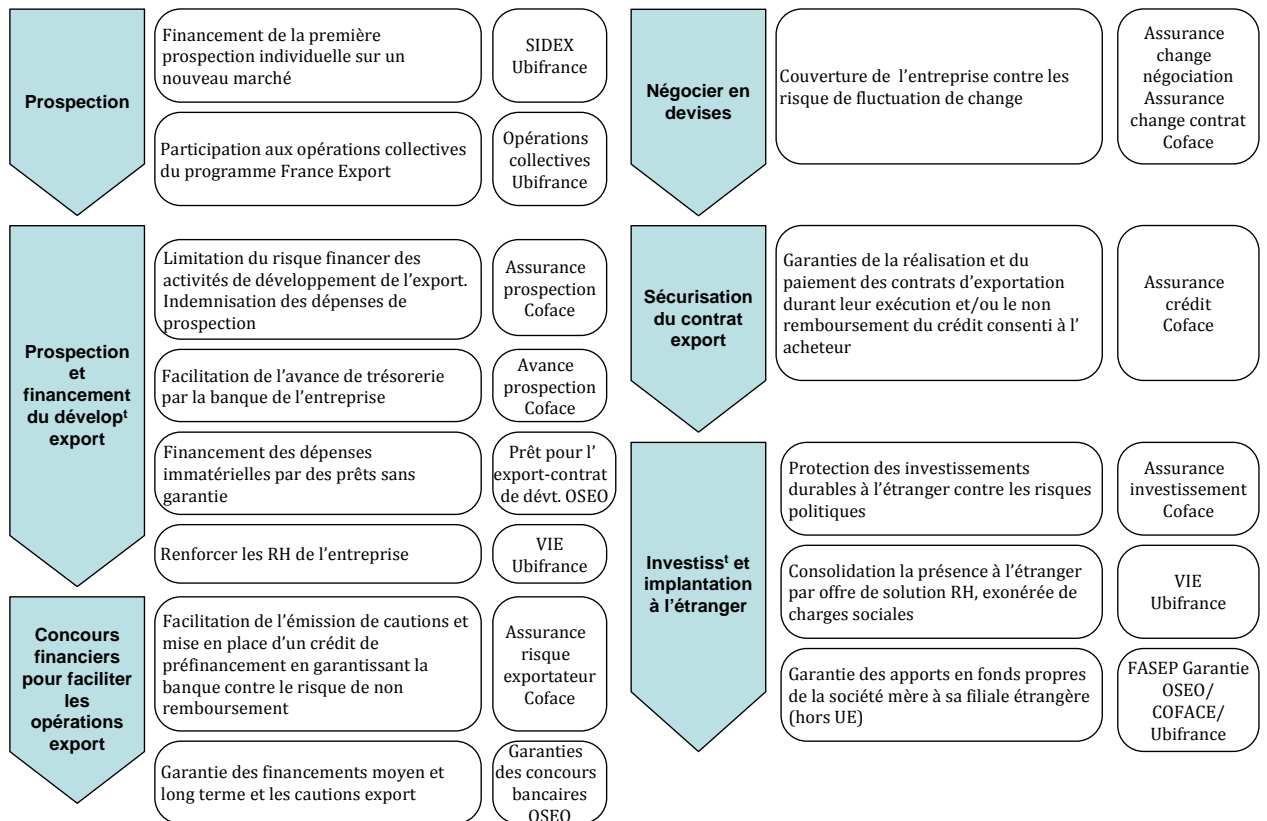 Prospection
Financement de la première
prospection individuelle sur un
nouveau marché
SIDEX
Ubifrance
Participation aux opérations collectives
du programme France Export
Opérations
collectives
Ubifrance
Prospection
et
financement
du dévelopᵗ
export
Limitation du risque financer des
activités de développement de l’export.
Indemnisation des dépenses de
prospection
Assurance
prospection
Coface
Facilitation de l’avance de trésorerie
par la banque de l’entreprise
Avance
prospection
Coface
Financement des dépenses
immatérielles par des prêts sans
garantie
Prêt pour l’
export-contrat
de dévt. OSEO
Renforcer les RH de l’entreprise
VIE
Ubifrance
Concours
financiers
pour faciliter
les
opérations
export
Facilitation de l’émission de cautions et
mise en place d’un crédit de
préfinancement en garantissant la
banque contre le risque de non
remboursement
Assurance
risque
exportateur
Coface
Garantie des financements moyen et
long terme et les cautions export
Garanties
des concours
bancaires
OSEO
Négocier en
devises
Couverture de l’entreprise contre les
risque de fluctuation de change
Assurance
change
négociation
Assurance
change contrat
Coface
Sécurisation
du contrat
export
Garanties de la réalisation et du
paiement des contrats d’exportation
durant leur exécution et/ou le non
remboursement du crédit consenti à l’
acheteur
Assurance
crédit
Coface
Investissᵗ et
implantation
à l’étranger
Protection des investissements
durables à l’étranger contre les risques
politiques
Assurance
investissement
Coface
Consolidation la présence à l’étranger
par offre de solution RH, exonérée de
charges sociales
VIE
Ubifrance
Garantie des apports en fonds propres
de la société mère à sa filiale étrangère
(hors UE)
FASEP Garantie
OSEO/
COFACE/
Ubifrance